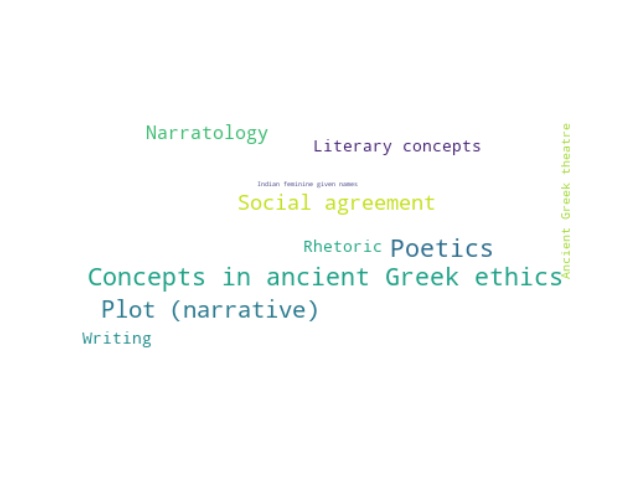 Narratology
Literary concepts
Indian feminine given names
Social agreement
Rhetoric
Poetics
Concepts in ancient Greek ethics
Plot (narrative)
Writing
Ancient Greek theatre